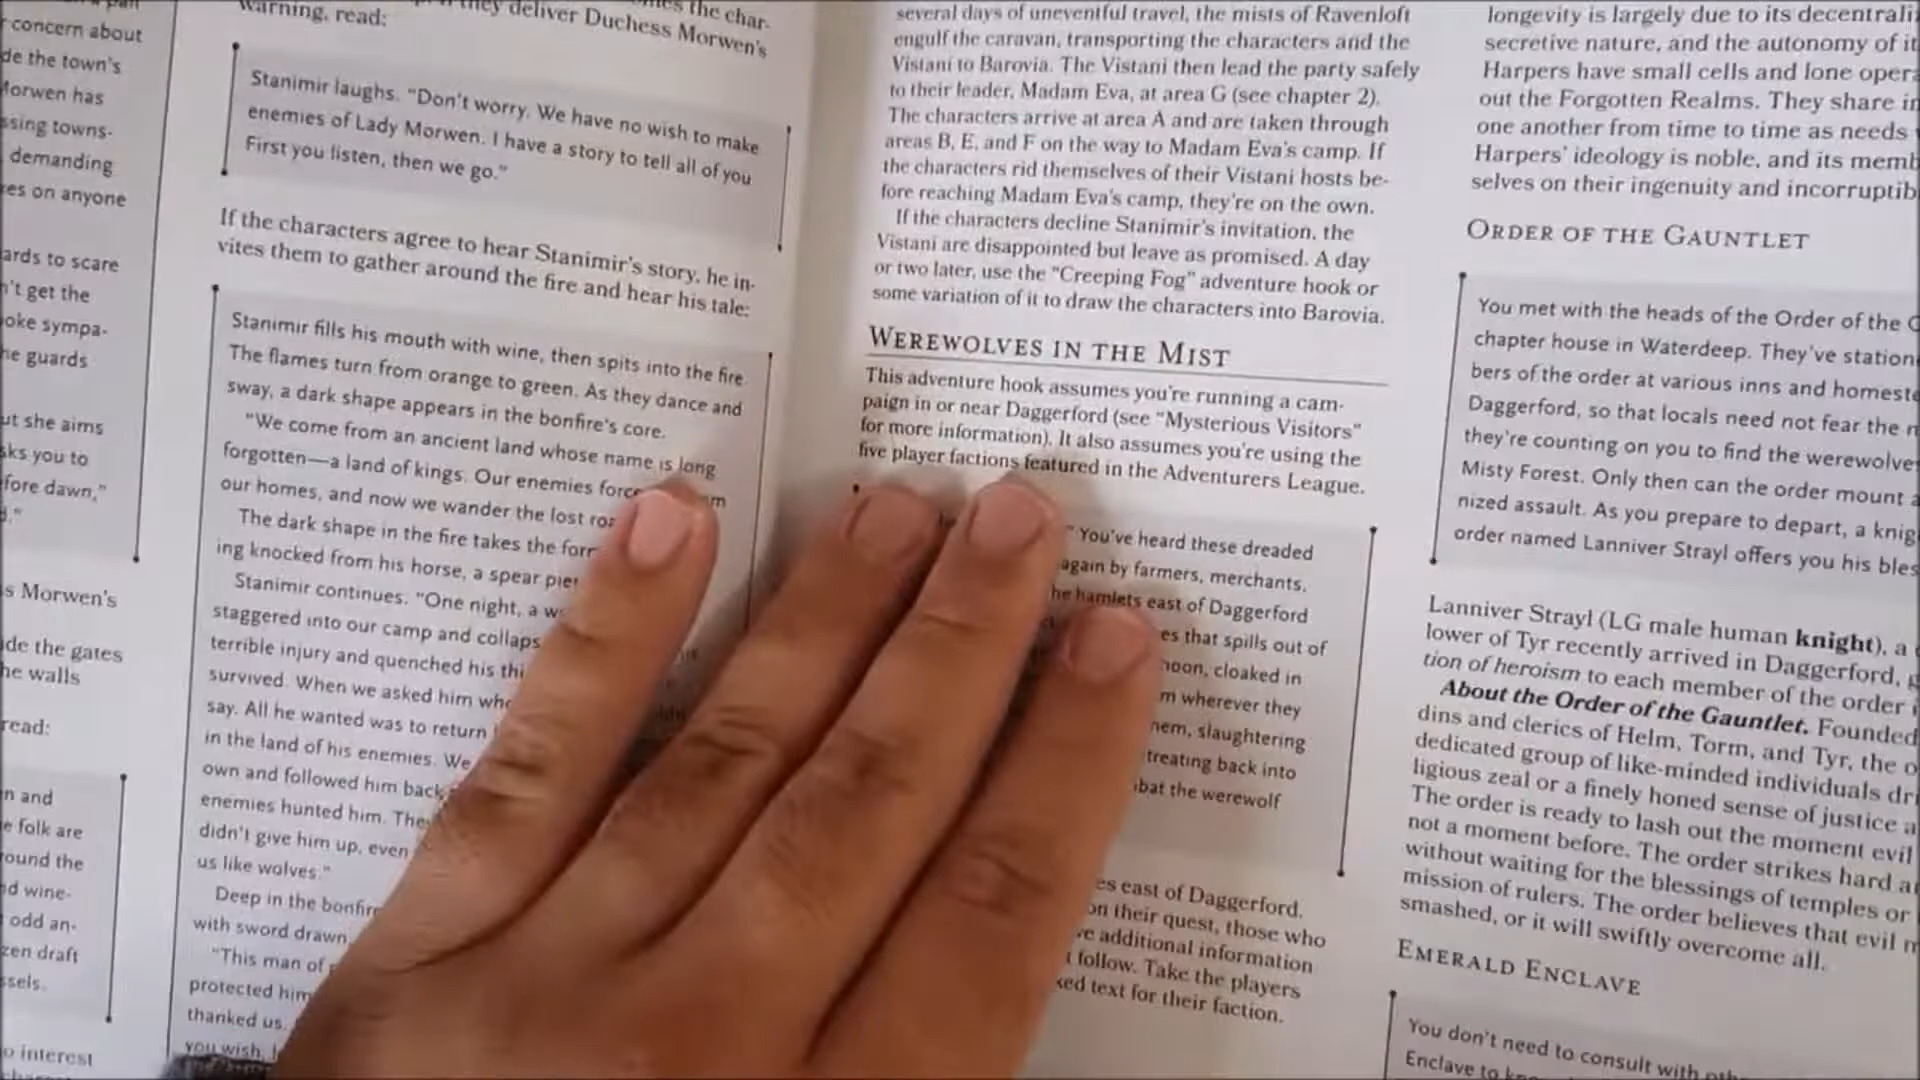 r concern about
de the town's
Morwen has
ssing towns-
demanding
es on anyone
ards to scare
n't get the
oke sympa-
he guards
ut she aims
sks you to
fore dawn,"
s Morwen's
ide the gates
he walls
read:
n and
e folk are
ound the
d wine-
odd an-
zen draft
ssels.
o interest
they deliver Duchess Morwen's
warning, read:
Stanimir laughs. "Don't worry. We have no wish to make
enemies of Lady Morwen. I have a story to tell all of you
First you listen, then we go."
If the characters agree to hear Stanimir's story, he in-
vites them to gather around the fire and hear his tale:
Stanimir fills his mouth with wine, then spits into the fire
The flames turn from orange to green. As they dance and
sway, a dark shape appears in the bonfire's core.
"We come from an ancient land whose name is long
forgotten—a land of kings. Our enemies force m
our homes, and now we wander the lost roa
The dark shape in the fire takes the for
ing knocked from his horse, a spear pie
Stanimir continues. "One night, a w
staggered into our camp and collaps
terrible injury and quenched his thi
survived. When we asked him who
say. All he wanted was to return
in the land of his enemies. We
own and followed him back
enemies hunted him. The
didn't give him up, even
us like wolves."
Deep in the bonfir
with sword drawn
"This man of
protected him
thanked us.
you wish,
several days of uneventful travel, the mists of Ravenloft
engulf the caravan, transporting the characters and the
Vistani to Barovia. The Vistani then lead the party safely
to their leader, Madam Eva, at area G (see chapter 2).
The characters arrive at area A and are taken through
areas B, E, and F on the way to Madam Eva's camp. If
the characters rid themselves of their Vistani hosts be-
fore reaching Madam Eva's camp, they're on the own.
If the characters decline Stanimir's invitation, the
Vistani are disappointed but leave as promised. A day
or two later, use the "Creeping Fog" adventure hook or
some variation of it to draw the characters into Barovia.
WEREWOLVES IN THE MIST
This adventure hook assumes you're running a cam-
paign in or near Daggerford (see "Mysterious Visitors"
for more information). It also assumes you're using the
five player factions featured in the Adventurers League.
" You've heard these dreaded
again by farmers, merchants,
he hamlets east of Daggerford
es that spills out of
noon, cloaked in
m wherever they
hem, slaughtering
treating back into
bat the werewolf
es east of Daggerford.
on their quest, those who
ve additional information
t follow. Take the players
xed text for their faction.
longevity is largely due to its decentrali
secretive nature, and the autonomy of it
Harpers have small cells and lone opera
out the Forgotten Realms. They share in
one another from time to time as needs
Harpers' ideology is noble, and its memb
selves on their ingenuity and incorruptib
ORDER OF THE GAUNTLET
You met with the heads of the Order of the G
chapter house in Waterdeep. They've station
bers of the order at various inns and homeste
Daggerford, so that locals need not fear the n
they're counting on you to find the werewolve
Misty Forest. Only then can the order mount a
nized assault. As you prepare to depart, a knig
order named Lanniver Strayl offers you his bles
Lanniver Strayl (LG male human knight), a
lower of Tyr recently arrived in Daggerford, g
tion of heroism to each member of the order i
About the Order of the Gauntlet. Founded
dins and clerics of Helm, Torm, and Tyr, the o
dedicated group of like-minded individuals dri
ligious zeal or a finely honed sense of justice a
The order is ready to lash out the moment evil
not a moment before. The order strikes hard a
without waiting for the blessings of temples or
mission of rulers. The order believes that evil m
smashed, or it will swiftly overcome all.
EMERALD ENCLAVE
You don't need to consult with oth
Enclave to kno